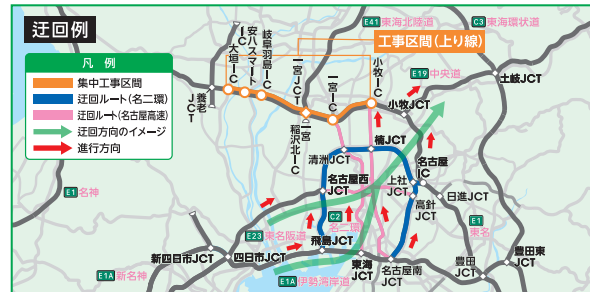 迂回例
凡例
集中工事区間
迂回ルート(名二環)
迂回ルート(名古屋高速)
迂回方向のイメージ
進行方向
E41 東海北陸道
C3 東海環状道
工事区間(上り線)
E19 中央道
養老JCT
大垣IC
安八スマートIC
岐阜羽島IC
一宮JCT
一宮稲沢北IC
一宮IC
小牧IC
小牧JCT
土岐JCT
清洲JCT
楠JCT
名古屋西JCT
上社JCT
名古屋IC
高針JCT
日進JCT
E1 名神
E1 東名
E23 東名阪道
C2 名二環
飛島JCT
新四日市JCT
四日市JCT
E1A 新名神
E1A 伊勢湾岸道
東海JCT
名古屋南JCT
豊田JCT
豊田東JCT